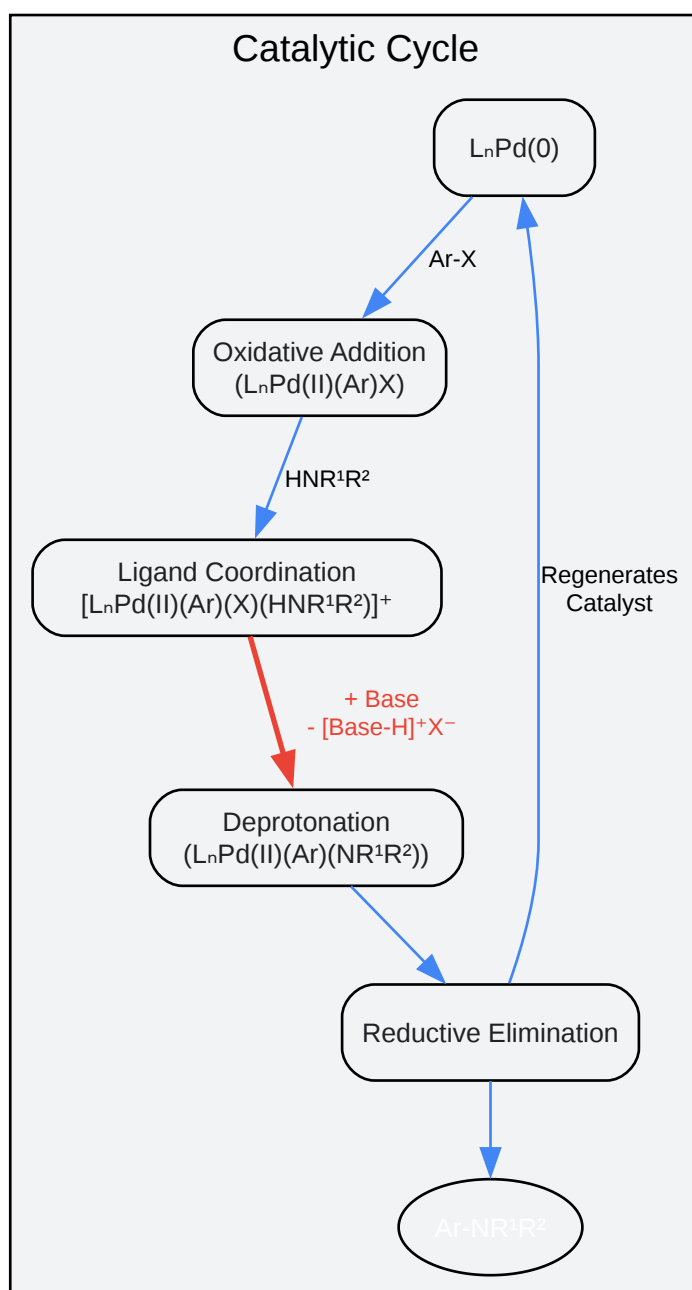 Catalytic Cycle
LₙPd(0)
Ar-X
Oxidative Addition
(LₙPd(II)(Ar)X)
HNR¹R²
Ligand Coordination
[LₙPd(II)(Ar)(X)(HNR¹R²)]⁺
Regenerates
Catalyst
+ Base
- [Base-H]⁺X⁻
Deprotonation
(LₙPd(II)(Ar)(NR¹R²))
Reductive Elimination
Ar-NR¹R²